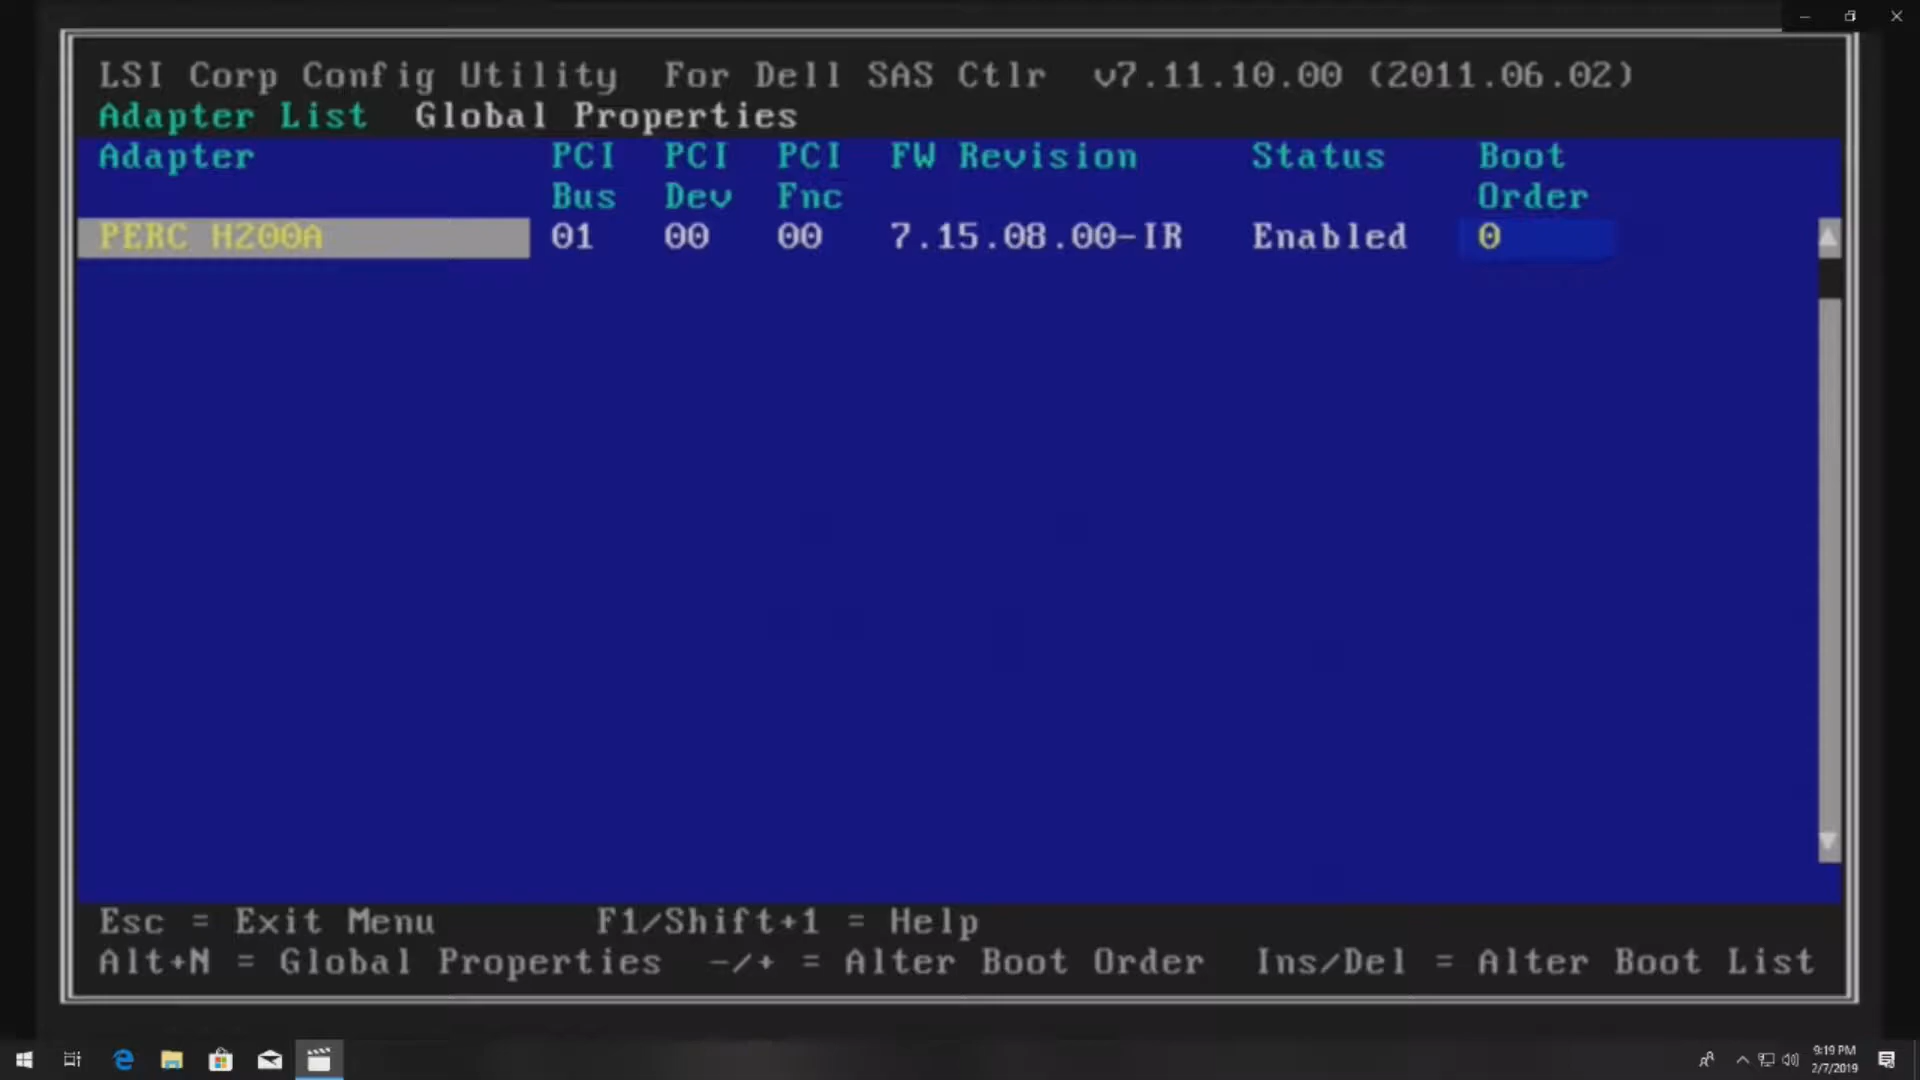 LSI Corp Config Utility For Dell SAS Ctlr v7.11.10.00 (2011.06.02)
Adapter List Global Properties
Adapter PCI PCI PCI FW Revision Status Boot
Bus Dev Fnc Order
PERC H200A 01 00 00 7.15.08.00-IR Enabled 0
Esc = Exit Menu F1/Shift+1 = Help
Alt+N = Global Properties -/+ = Alter Boot Order Ins/Del = Alter Boot List
9:19 PM
2/7/2019